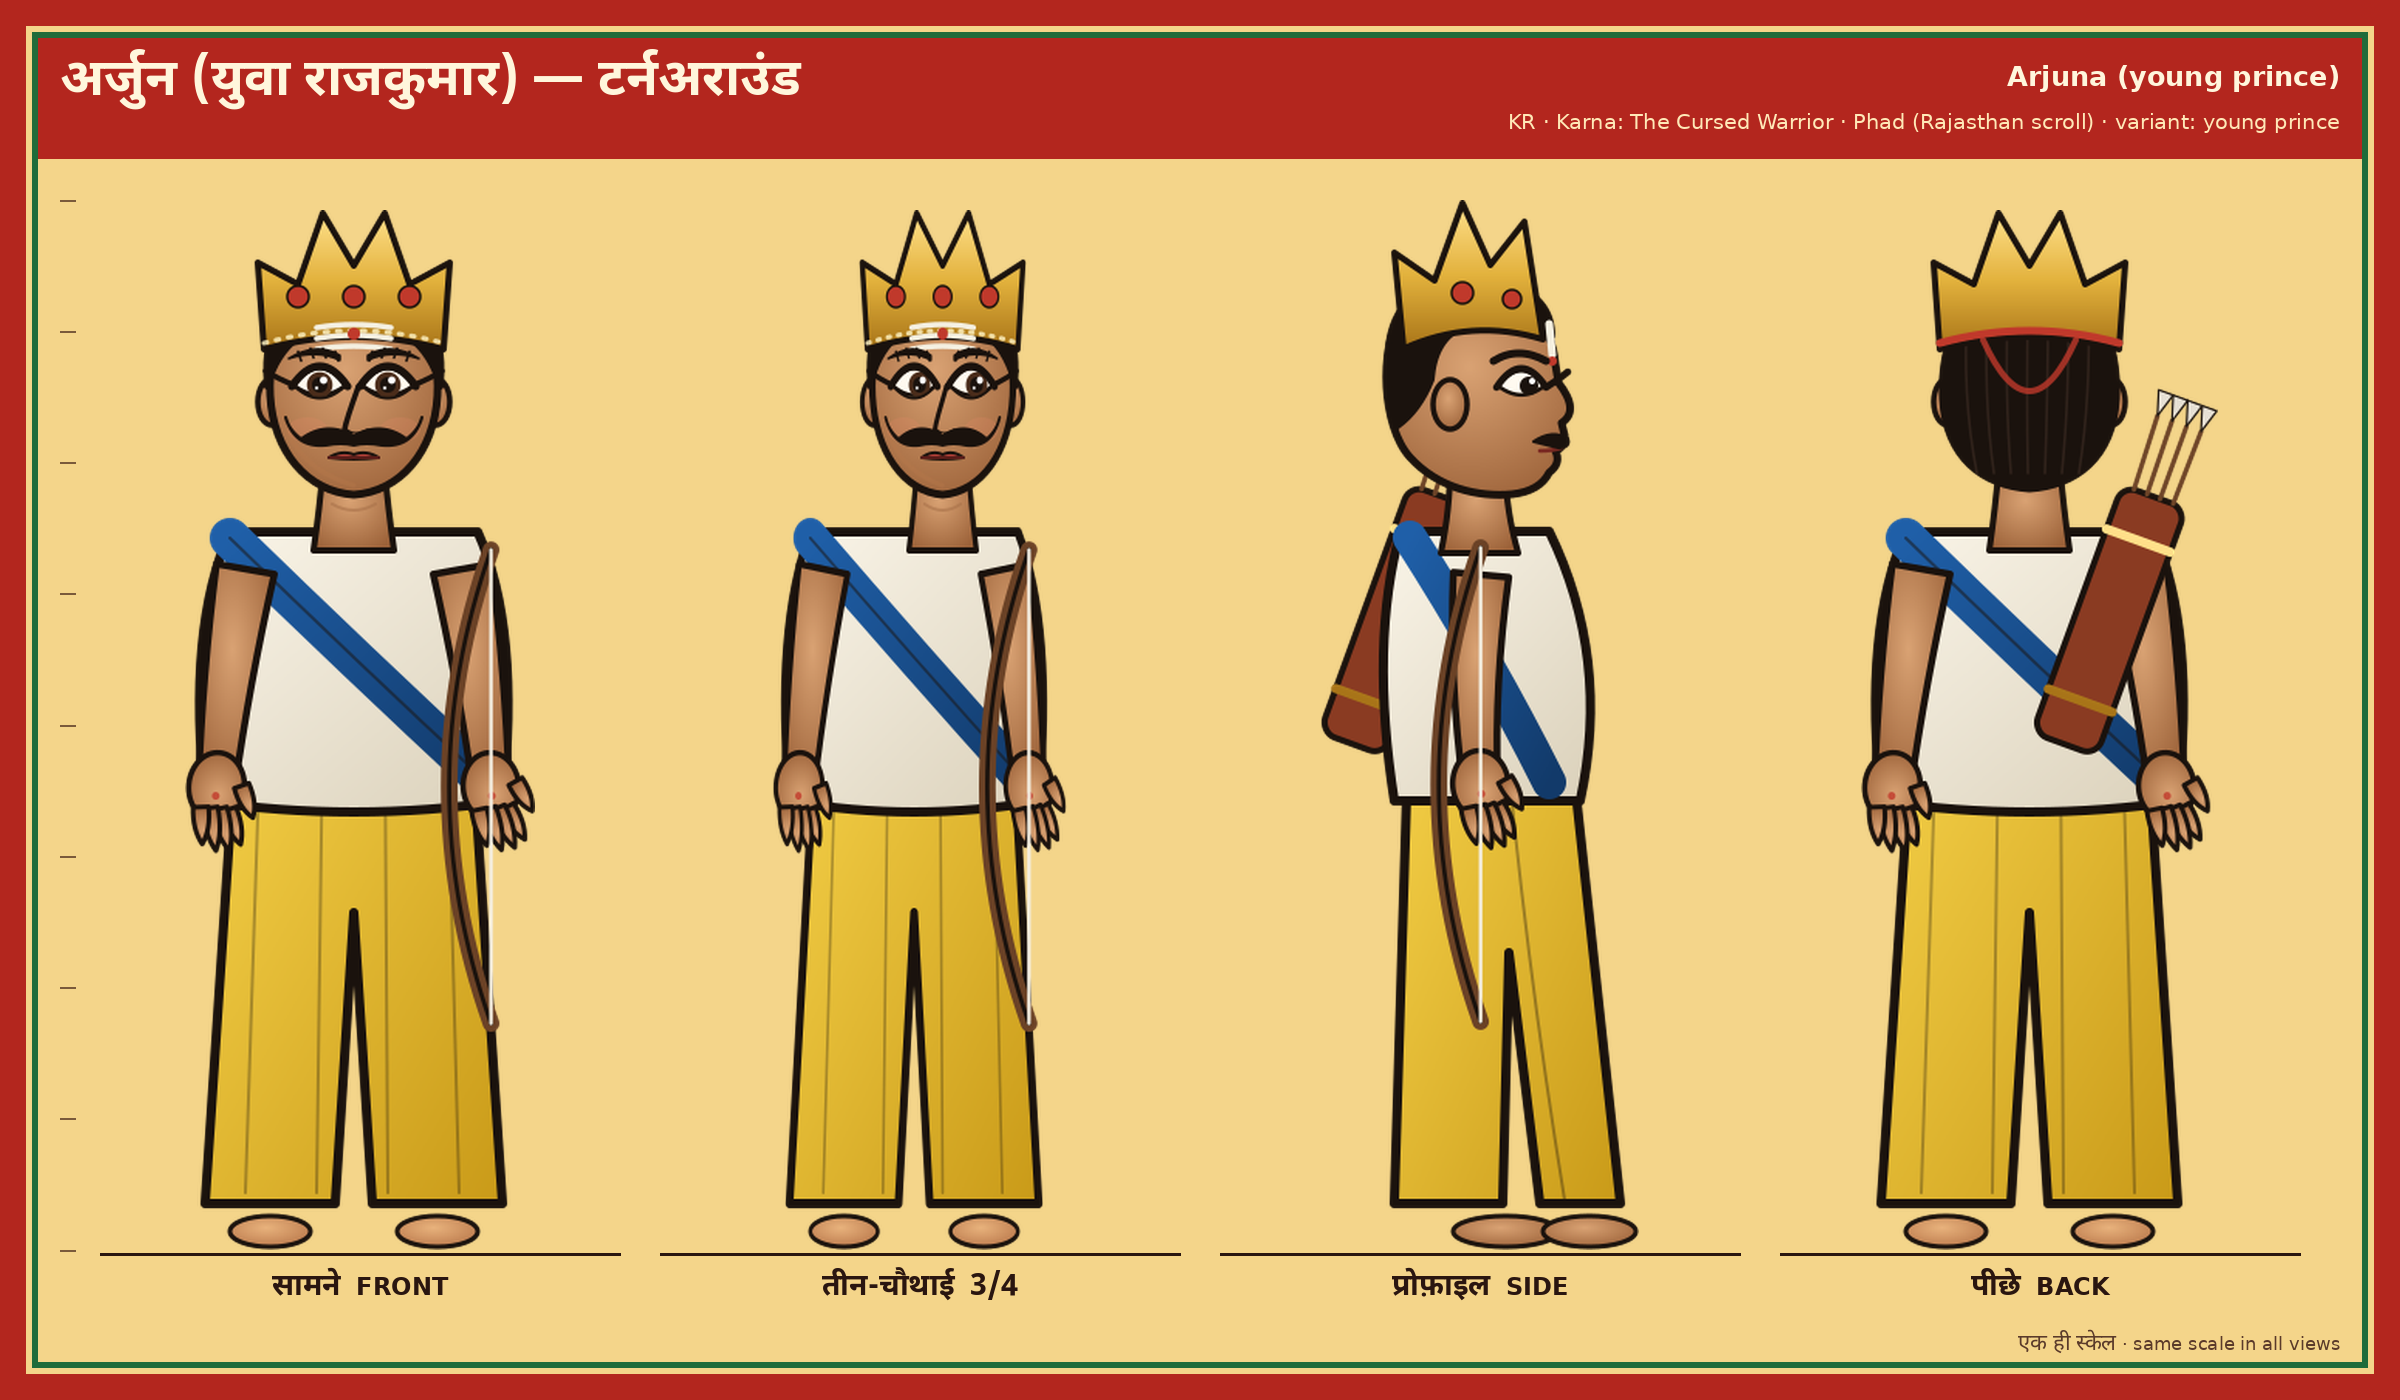 अर्जुन (युवा राजकुमार) — टर्नअराउंड
Arjuna (young prince)
KR · Karna: The Cursed Warrior · Phad (Rajasthan scroll) · variant: young prince
सामने FRONT
तीन-चौथाई 3/4
प्रोफ़ाइल SIDE
पीछे BACK
एक ही स्केल · same scale in all views